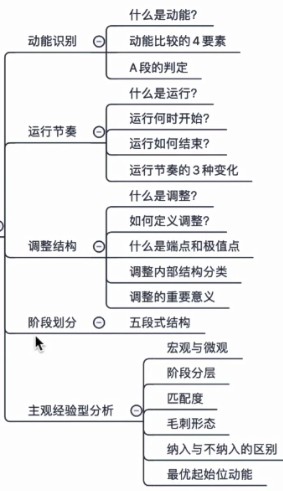 动能识别
什么是动能?
动能比较的4要素
A段的判定
运行节奏
什么是运行?
运行何时开始?
运行如何结束?
运行节奏的3种变化
调整结构
什么是调整?
如何定义调整?
什么是端点和极值点
调整内部结构分类
调整的重要意义
阶段划分
五段式结构
主观经验型分析
宏观与微观
阶段分层
匹配度
毛刺形态
纳入与不纳入的区别
最优起始位动能